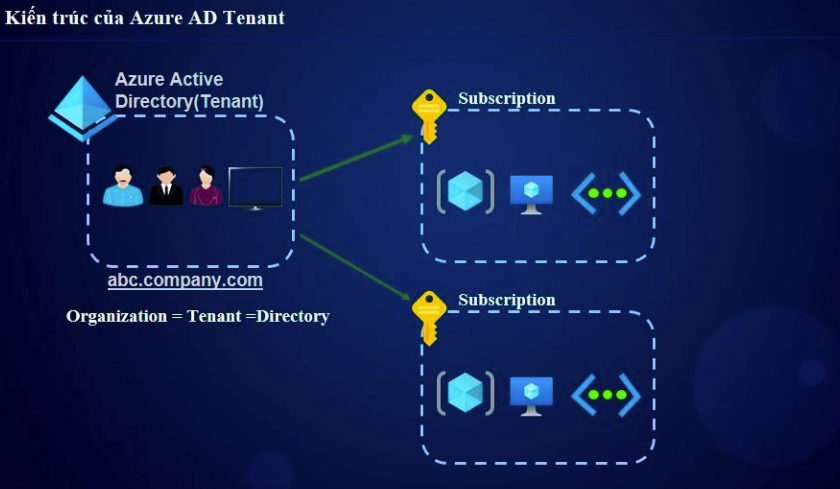 Kiến trúc của Azure AD Tenant
Azure Active
Directory(Tenant)
abc.company.com
Organization = Tenant =Directory
Subscription
Subscription